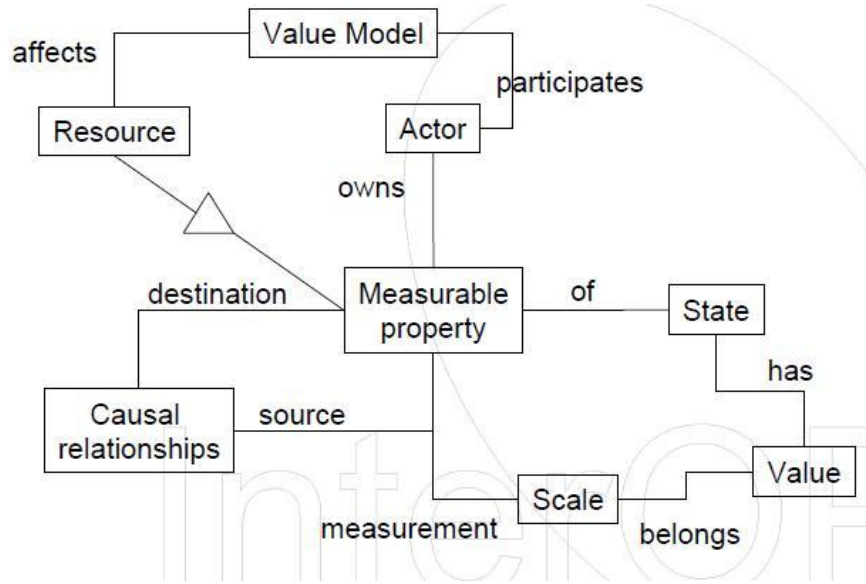 Value Model
affects
participates
Resource
Actor
owns
destination
Measurable
property
of
State
has
Causal
relationships
source
Value
Scale
measurement
belongs
InterOP